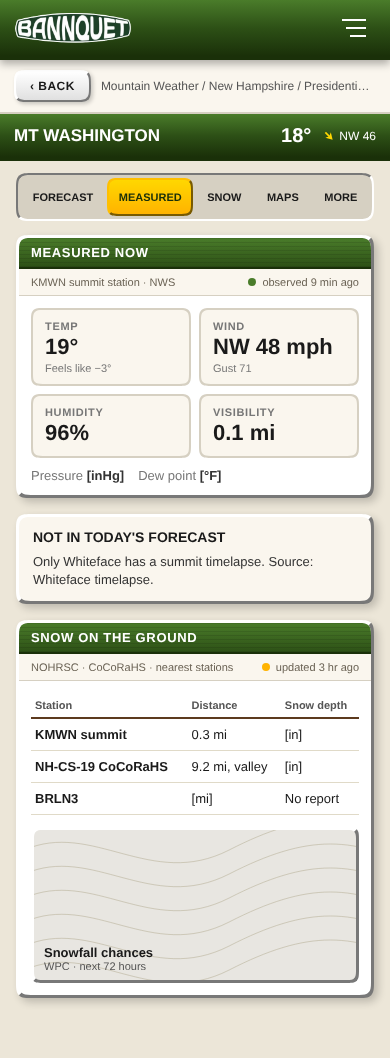 BANNQUET
‹ BACK
Mountain Weather / New Hampshire / Presidenti…
MT WASHINGTON
18°
NW 46
FORECAST
MEASURED
SNOW
MAPS
MORE
MEASURED NOW
KMWN summit station · NWS
observed 9 min ago
TEMP
19°
Feels like −3°
WIND
NW 48 mph
Gust 71
HUMIDITY
96%
VISIBILITY
0.1 mi
Pressure [inHg] Dew point [°F]
NOT IN TODAY'S FORECAST
Only Whiteface has a summit timelapse. Source:
Whiteface timelapse.
SNOW ON THE GROUND
NOHRSC · CoCoRaHS · nearest stations
updated 3 hr ago
Station Distance Snow depth
KMWN summit 0.3 mi [in]
NH-CS-19 CoCoRaHS 9.2 mi, valley [in]
BRLN3 [mi] No report
Snowfall chances
WPC · next 72 hours